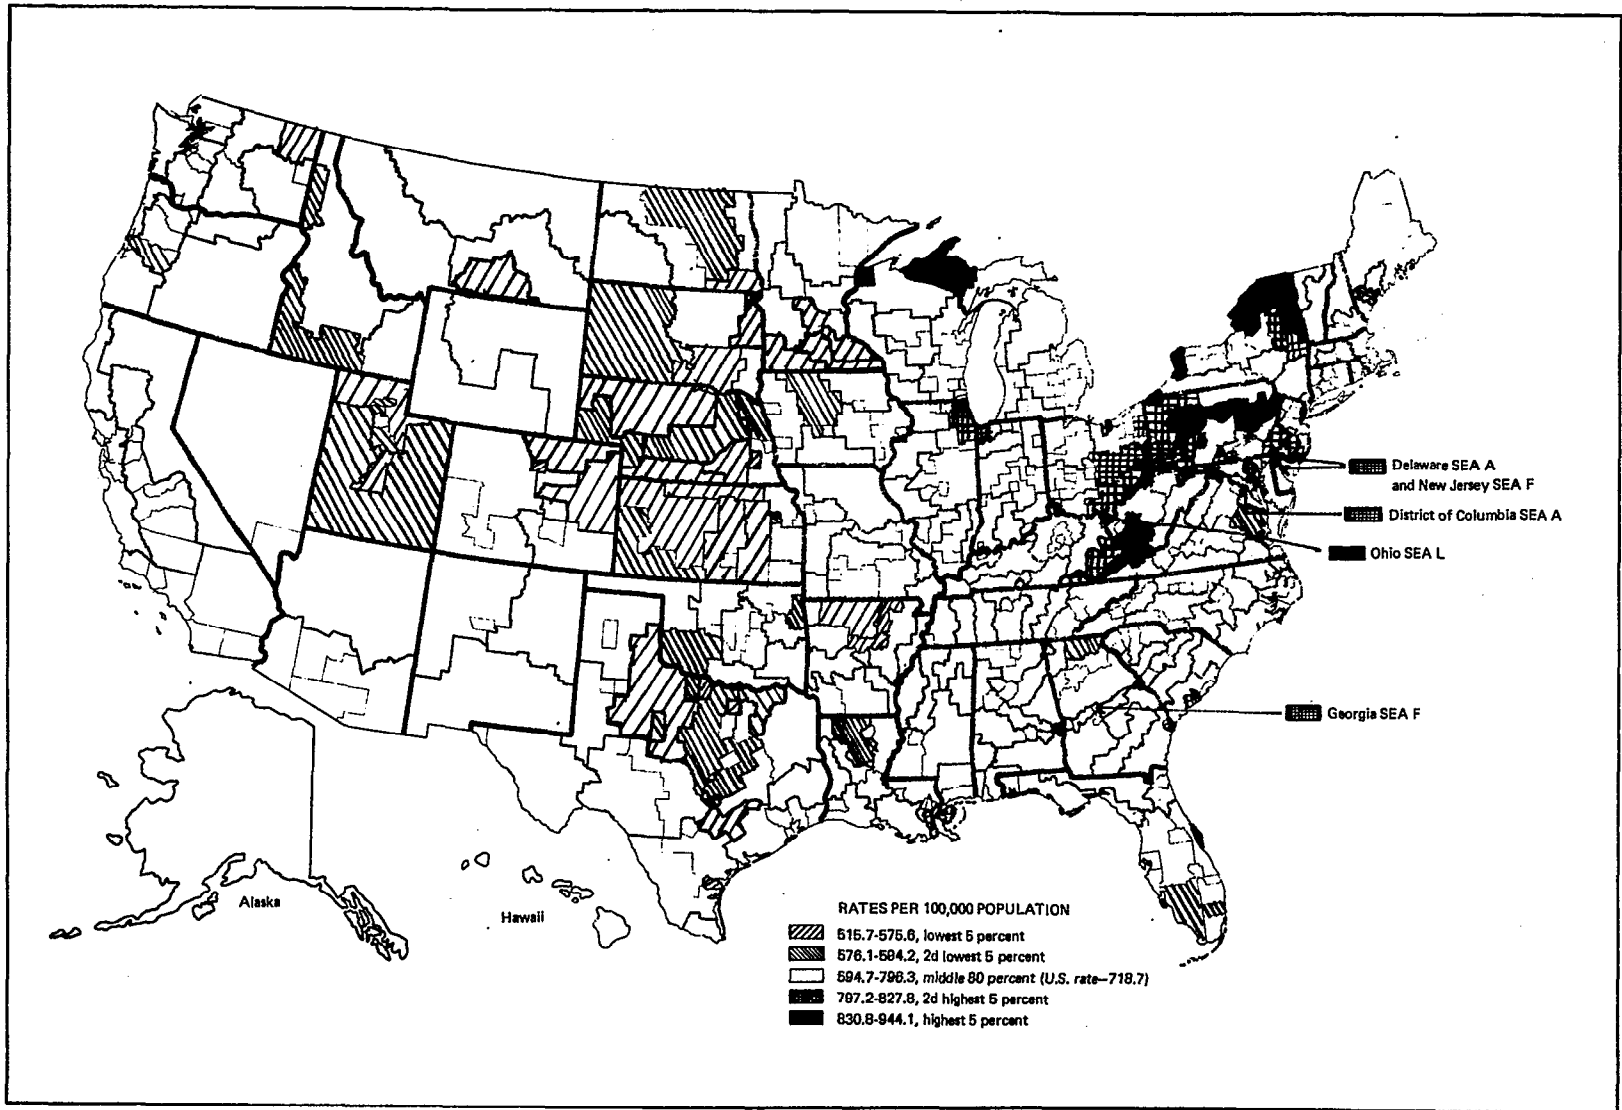 Delaware SEA A
and New Jersey SEA F
District of Columbia SEA A
Ohio SEA L
Georgia SEA F
Alaska
Hawaii
RATES PER 100,000 POPULATION
515.7-575.6, lowest 5 percent
576.1-594.2, 2d lowest 5 percent
594.7-796.3, middle 80 percent (U.S. rate–718.7)
797.2-827.8, 2d highest 5 percent
830.8-944.1, highest 5 percent